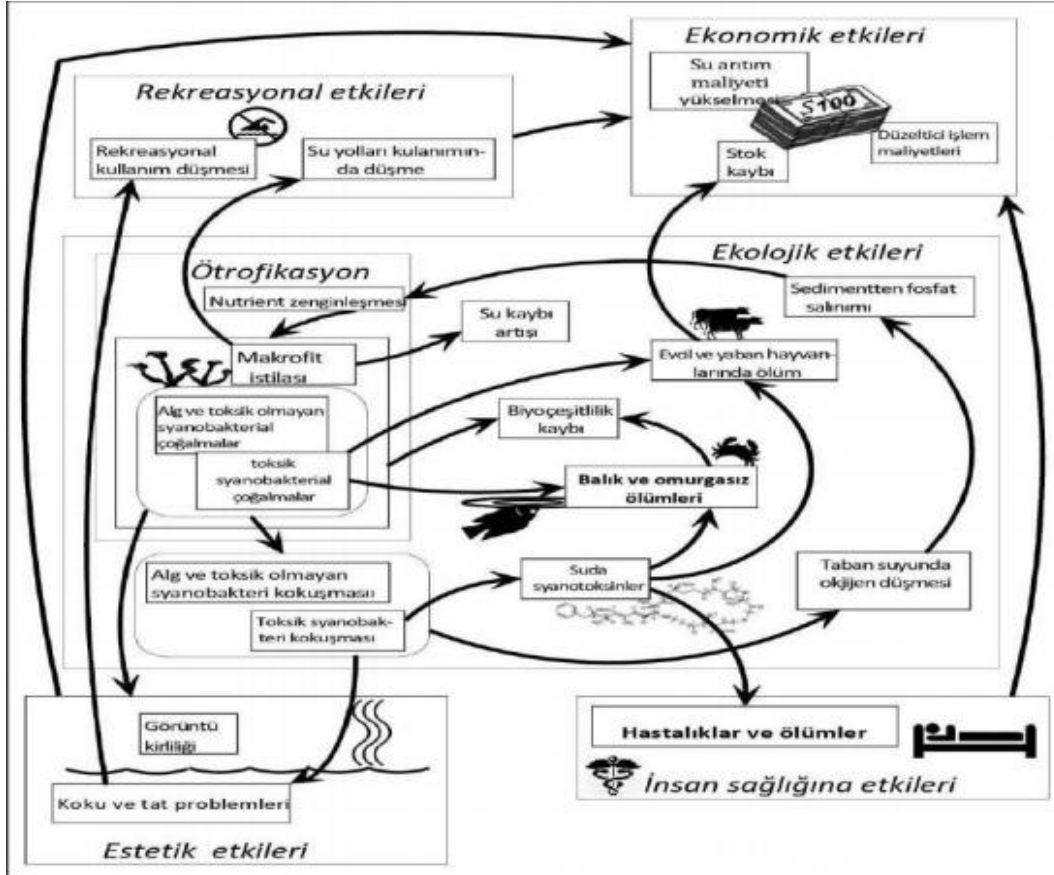 Ekonomik etkileri
Su arıtım
maliyeti
yükselmesi
$100
Düzeltici işlem
maliyetleri
Stok
kaybı
Rekreasyonal etkileri
Rekreasyonal
kullanım düşmesi
Su yolları kulanımın-
da düşme
Ekolojik etkileri
Ötrofikasyon
Nutrient zenginleşmesi
Sedimentten fosfat
salınımı
Su kaybı
artışı
Makrofit
istilası
Evcil ve yaban hayvan-
larında ölüm
Alg ve toksik olmayan
syanobakterial
çoğalmalar
toksik
syanobakterial
çoğalmalar
Biyoçeşitlilik
kaybı
Balık ve omurgasız
ölümleri
Alg ve toksik olmayan
syanobakteri kokuşması
Toksik syanobak-
teri kokuşması
Suda
syanotoksinler
Taban suyunda
okjijen düşmesi
Görüntü
kirliliği
Koku ve tat problemleri
Estetik etkileri
Hastalıklar ve ölümler
İnsan sağlığına etkileri